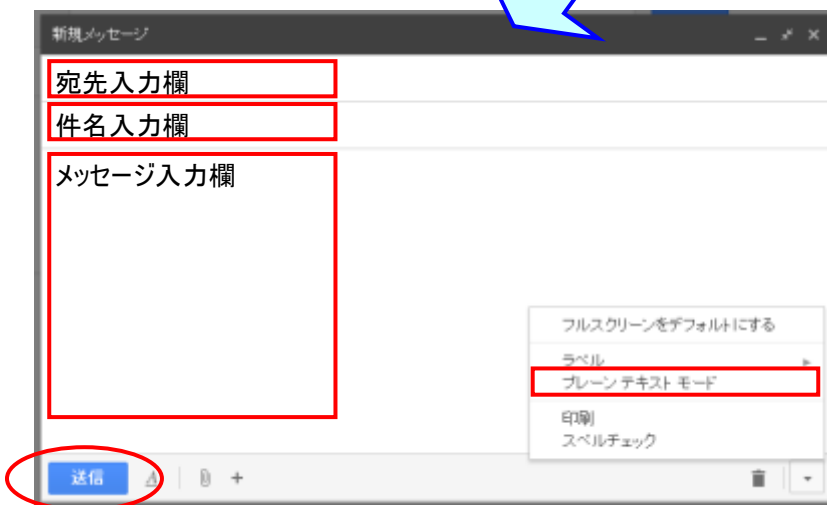 新規メッセージ
宛先入力欄
件名入力欄
メッセージ入力欄
フルスクリーンをデフォルトにする
ラベル
プレーン テキスト モード
印刷
スペルチェック
送信 A